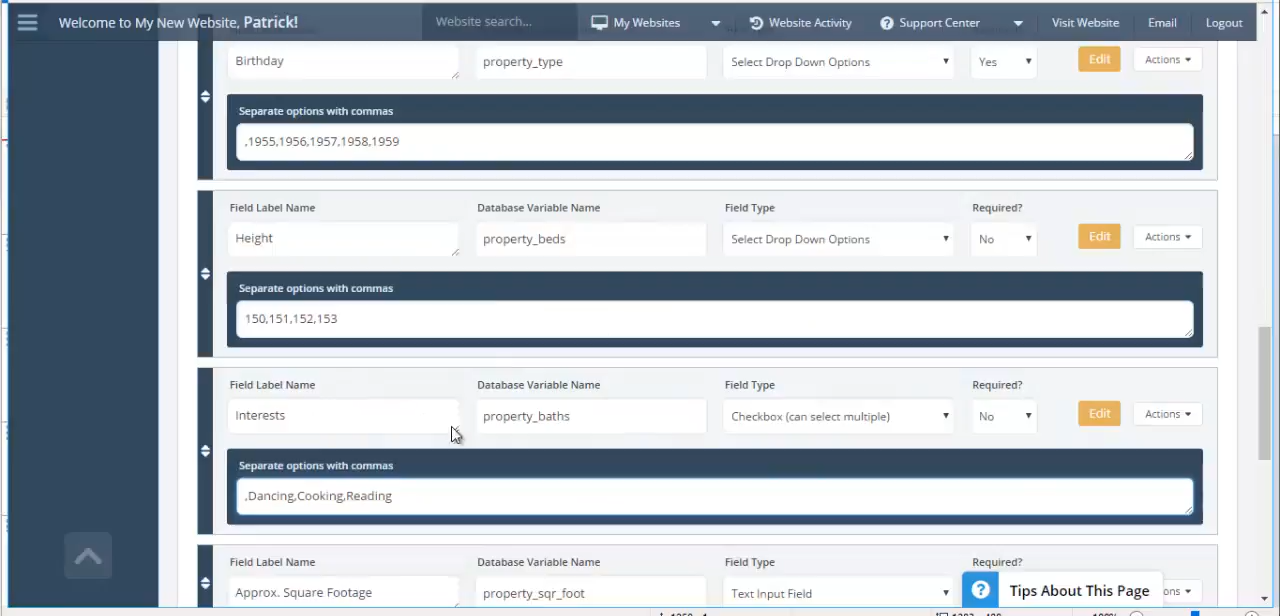 Welcome to My New Website, Patrick! Website search... My Websites Website Activity Support Center Visit Website Email Logout
Birthday property_type Select Drop Down Options Yes Edit Actions
Separate options with commas
,1955,1956,1957,1958,1959
Field Label Name Database Variable Name Field Type Required?
Height property_beds Select Drop Down Options No Edit Actions
Separate options with commas
150,151,152,153
Field Label Name Database Variable Name Field Type Required?
Interests property_baths Checkbox (can select multiple) No Edit Actions
Separate options with commas
,Dancing,Cooking,Reading
Field Label Name Database Variable Name Field Type Required?
Approx. Square Footage property_sqr_foot Text Input Field
Tips About This Page